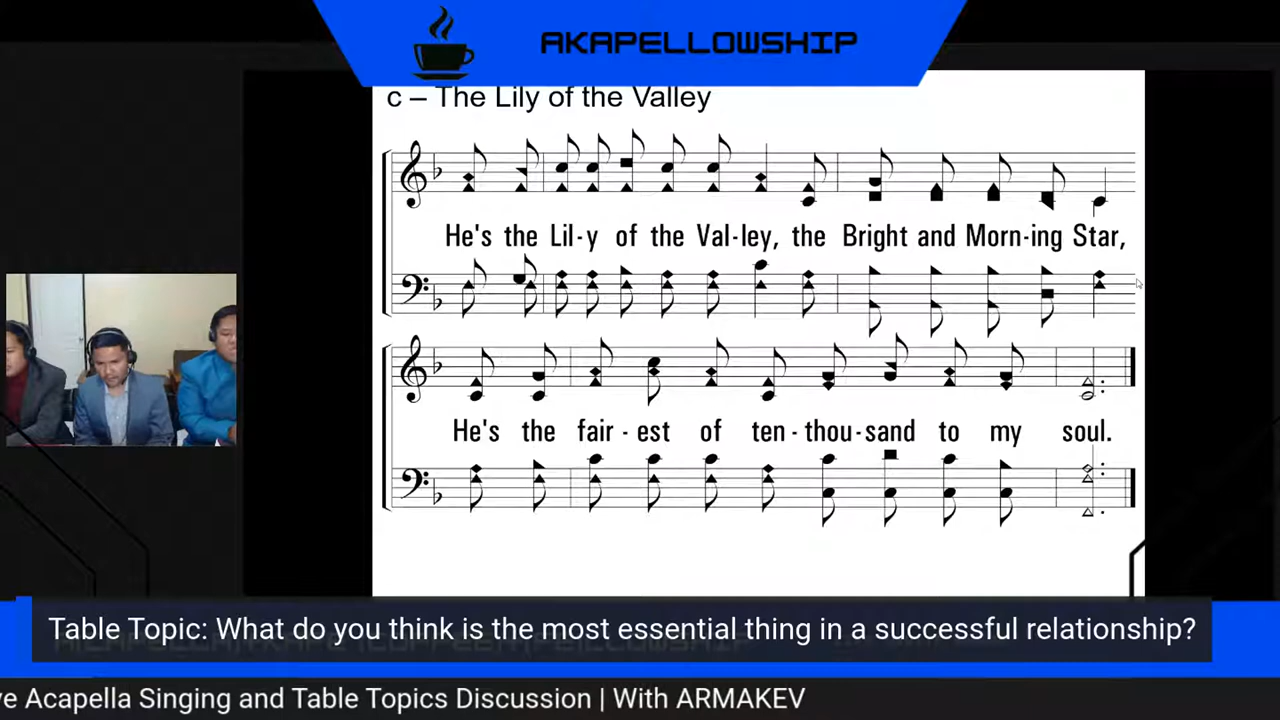 AKAPELLOWSHIP
c – The Lily of the Valley
He's the Lil-y of the Val-ley, the Bright and Morn-ing Star,
He's the fair - est of ten - thou - sand to my soul.
Table Topic: What do you think is the most essential thing in a successful relationship?
ve Acapella Singing and Table Topics Discussion | With ARMAKEV